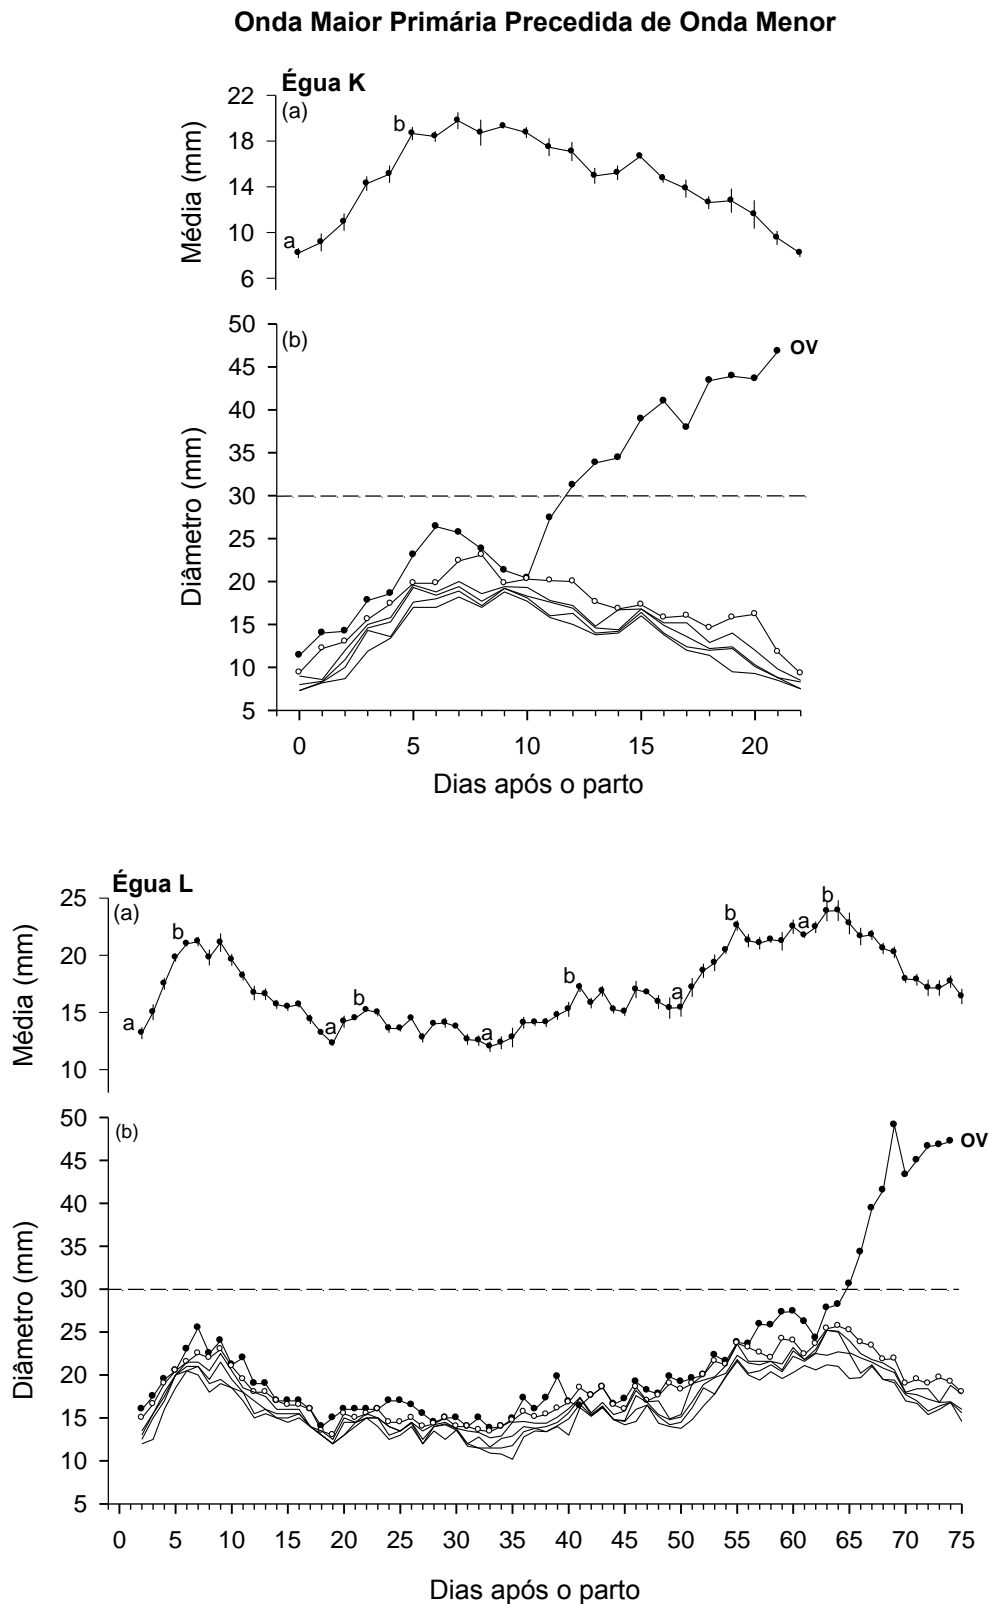 Onda Maior Primária Precedida de Onda Menor
Égua K
(a)
22
18
14
10
6
Média (mm)
a
b
(b)
50
45
40
35
30
25
20
15
10
5
Diâmetro (mm)
OV
0 5 10 15 20
Dias após o parto
Égua L
(a)
25
20
15
10
Média (mm)
a b a b a b a b a b
(b)
50
45
40
35
30
25
20
15
10
5
Diâmetro (mm)
OV
0 5 10 15 20 25 30 35 40 45 50 55 60 65 70 75
Dias após o parto